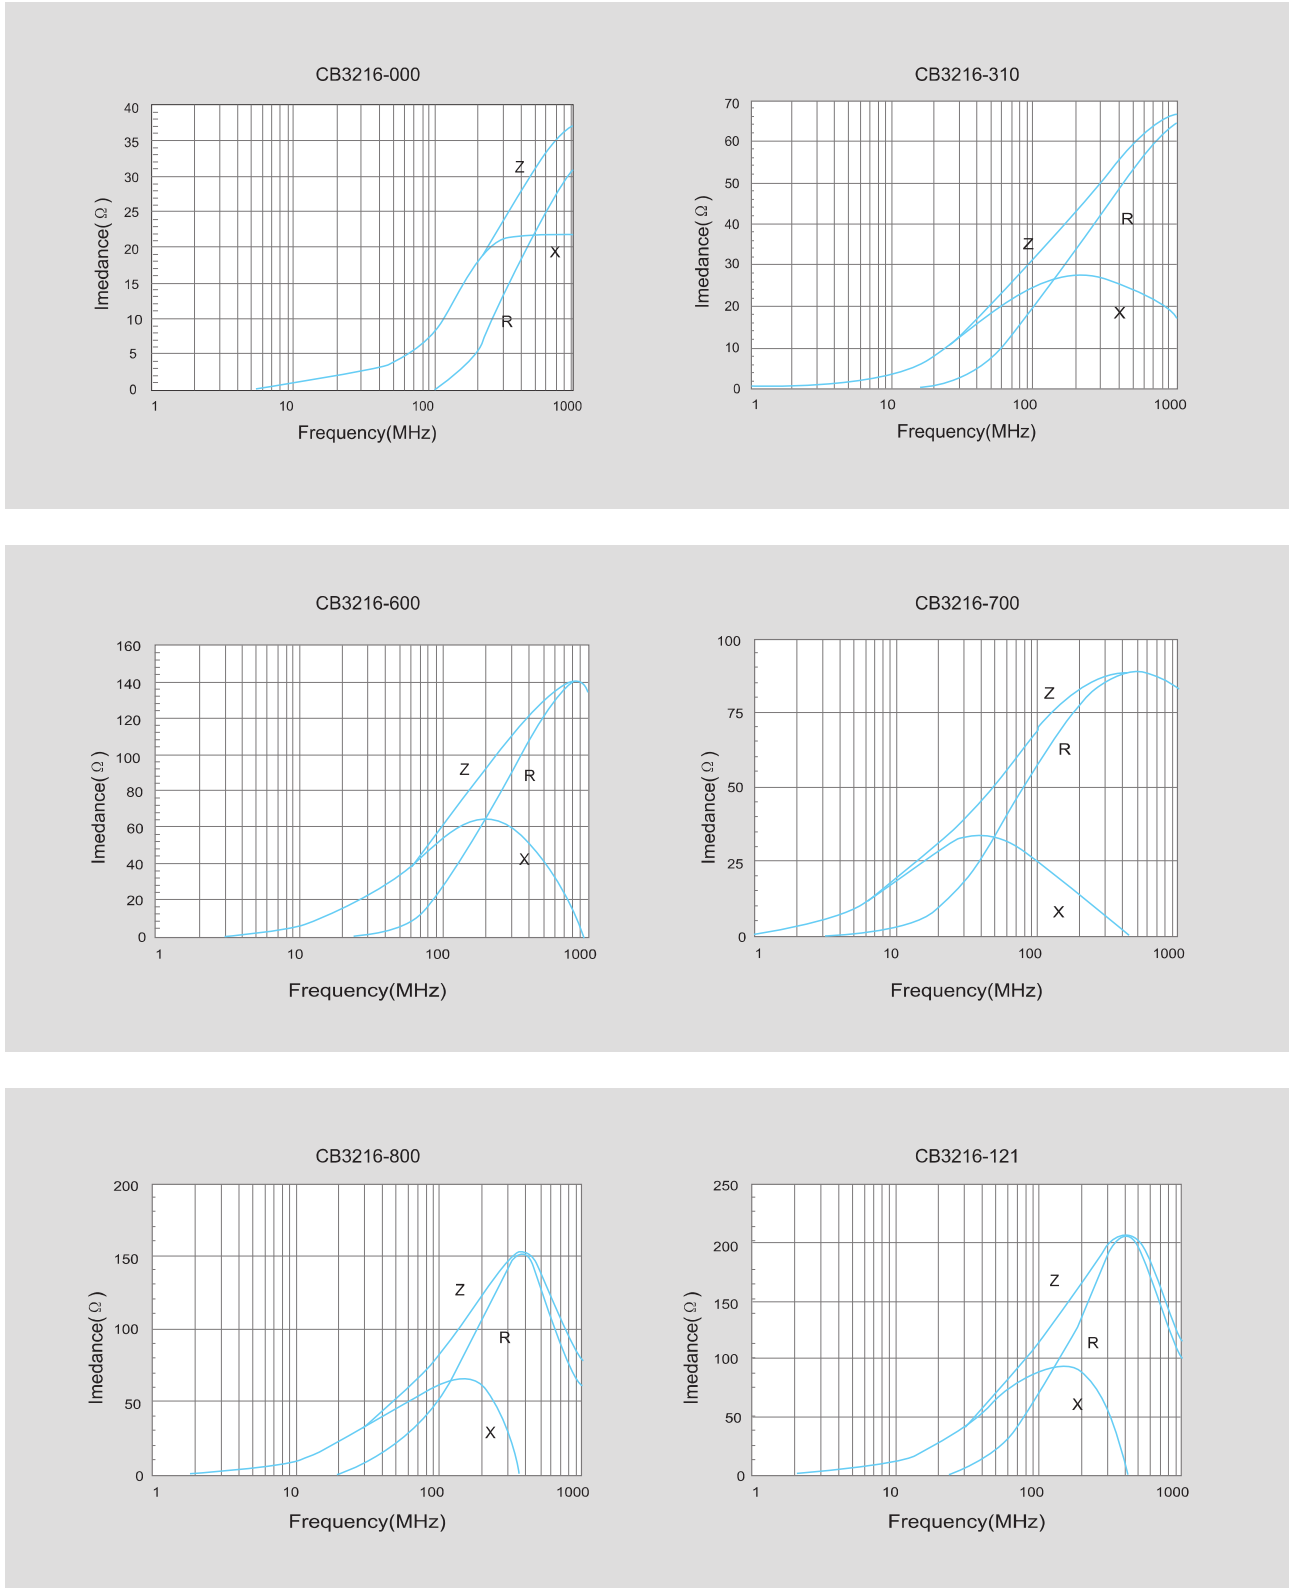 CB3216-000
Imedance(Ω)
40
35
30
25
20
15
10
5
0
Z
X
R
1 10 100 1000
Frequency(MHz)
CB3216-310
Imedance(Ω)
70
60
50
40
30
20
10
0
Z
R
X
1 10 100 1000
Frequency(MHz)
CB3216-600
Imedance(Ω)
160
140
120
100
80
60
40
20
0
Z
R
X
1 10 100 1000
Frequency(MHz)
CB3216-700
Imedance(Ω)
100
75
50
25
0
Z
R
X
1 10 100 1000
Frequency(MHz)
CB3216-800
Imedance(Ω)
200
150
100
50
0
Z
R
X
1 10 100 1000
Frequency(MHz)
CB3216-121
Imedance(Ω)
250
200
150
100
50
0
Z
R
X
1 10 100 1000
Frequency(MHz)